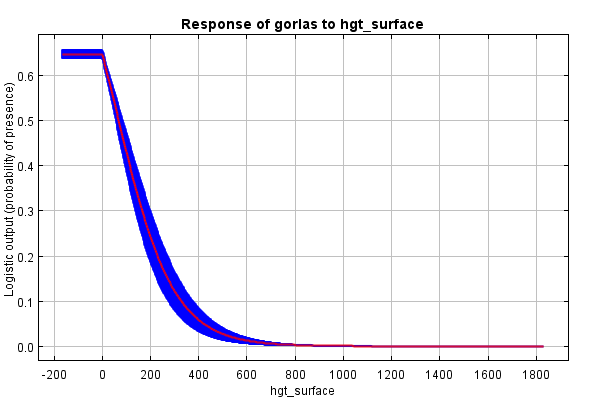 Response of gorlas to hgt_surface
Logistic output (probability of presence)
0.6
0.5
0.4
0.3
0.2
0.1
0.0
-200 0 200 400 600 800 1000 1200 1400 1600 1800
hgt_surface